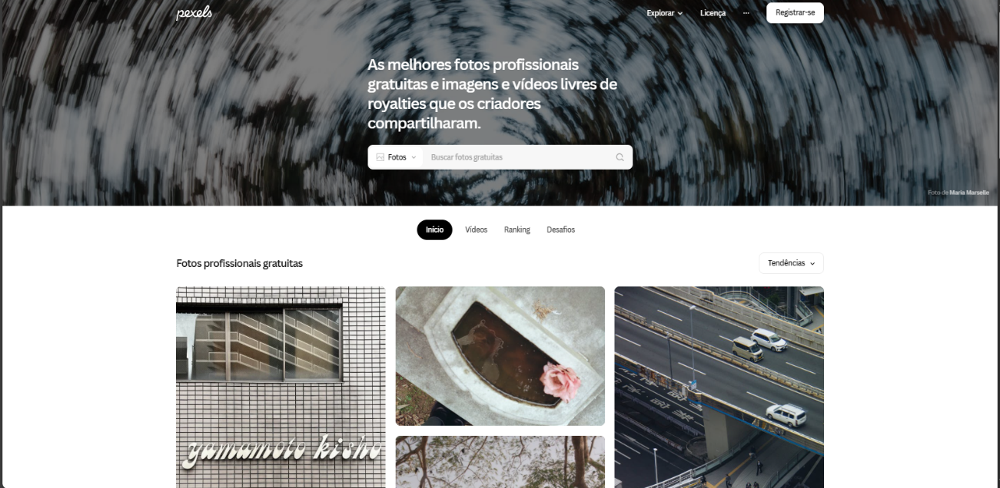 pexels
Explorar
Licença
...
Registrar-se
As melhores fotos profissionais
gratuitas e imagens e vídeos livres de
royalties que os criadores
compartilharam.
Fotos
Buscar fotos gratuitas
Foto de Maria Marselle
Início
Vídeos
Ranking
Desafios
Fotos profissionais gratuitas
Tendências
yamamoto kisho